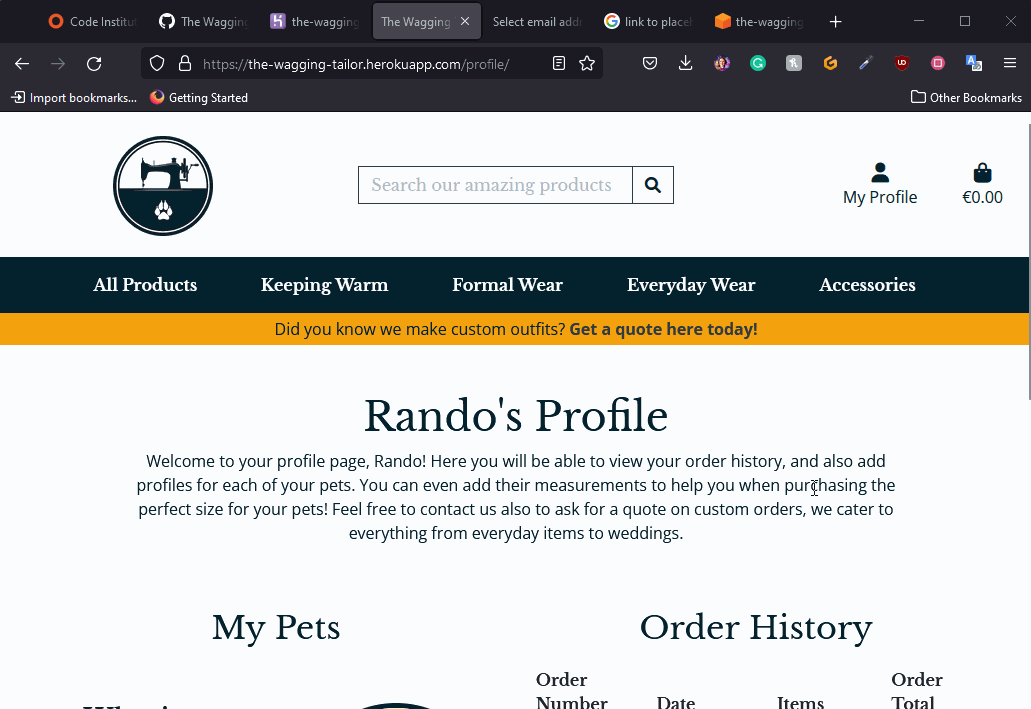 Code Institu
The Wagging
the-wagging
The Wagging
Select email add
link to placeh
the-wagging
https://the-wagging-tailor.herokuapp.com/profile/
Import bookmarks...
Getting Started
Other Bookmarks
Search our amazing products
My Profile
€0.00
All Products
Keeping Warm
Formal Wear
Everyday Wear
Accessories
Did you know we make custom outfits? Get a quote here today!
Rando's Profile
Welcome to your profile page, Rando! Here you will be able to view your order history, and also add
profiles for each of your pets. You can even add their measurements to help you when purchasing the
perfect size for your pets! Feel free to contact us also to ask for a quote on custom orders, we cater to
everything from everyday items to weddings.
My Pets
Order History
Order
Number
Date
Items
Order
Total